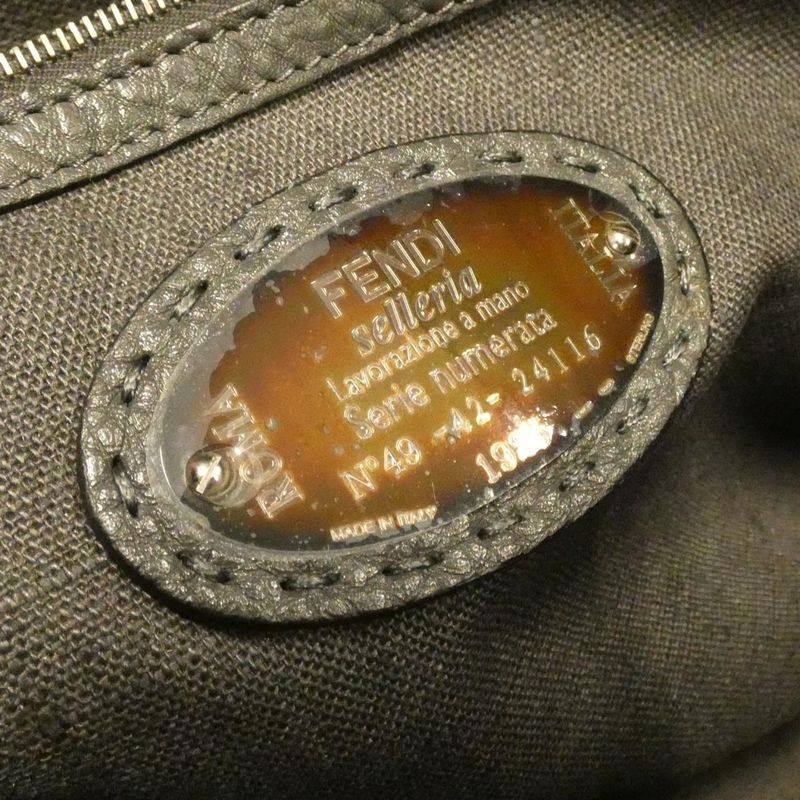 FENDI
selleria
Lavorazione a mano
Serie numerata
N°49 -42- 24116
ROMA
ITALIA
MADE IN ITALY